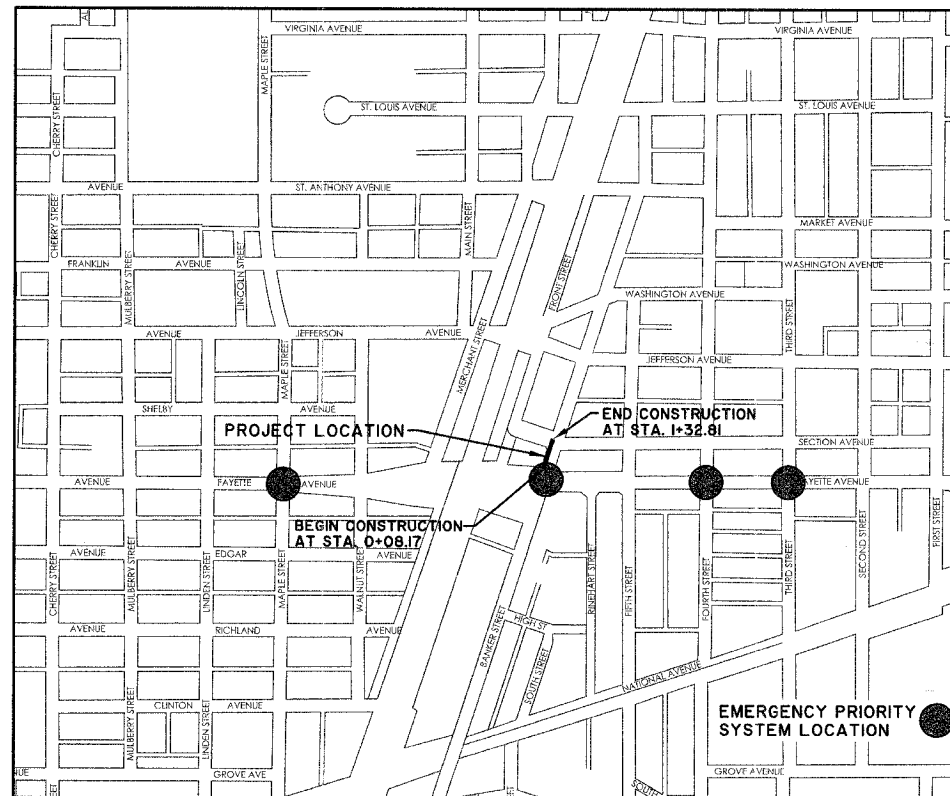 AL
VIRGINIA AVENUE
VIRGINIA AVENUE
MAPLE STREET
CHERRY STREET
ST. LOUIS AVENUE
ST. LOUIS AVENUE
AVENUE
ST. ANTHONY AVENUE
CHERRY STREE
MAIN STREET
MARKET AVENUE
FRANKLIN
AVENUE
MULBERRY STREET
LINCOLN STREET
FRONT STREET
WASHINGTON AVENUE
WASHINGTON AVENUE
THIRD STREET
AVENUE
JEFFERSON
AVENUE
MAPLE STREET
MERCHANT STREET
JEFFERSON AVENUE
SHELBY
AVENUE
PROJECT LOCATION
END CONSTRUCTION
AT STA. 1+32.81
SECTION AVENUE
AVENUE
FAYETTE
AVENUE
AYETTE AVENUE
BEGIN CONSTRUCTION
AT STA. 0+08.17
AVENUE
EDGAR
AVENUE
CHERRY STREET
MULBERRY STREET
LINDEN STREET
MAPLE STREET
WALNUT STREET
RINEHART STREET
FIFTH STREET
FOURTH STREET
THIRD STREET
SECOND STREET
FIRST STREET
AVENUE
RICHLAND
AVENUE
BANKER STREET
HIGH ST
SOUTH STREET
NATIONAL AVENUE
CLINTON
AVENUE
MULBERRY STREET
LINDEN STREET
EMERGENCY PRIORITY
SYSTEM LOCATION
NUE
GROVE AVE
GROVE AVENUE
STREET
SOUTH